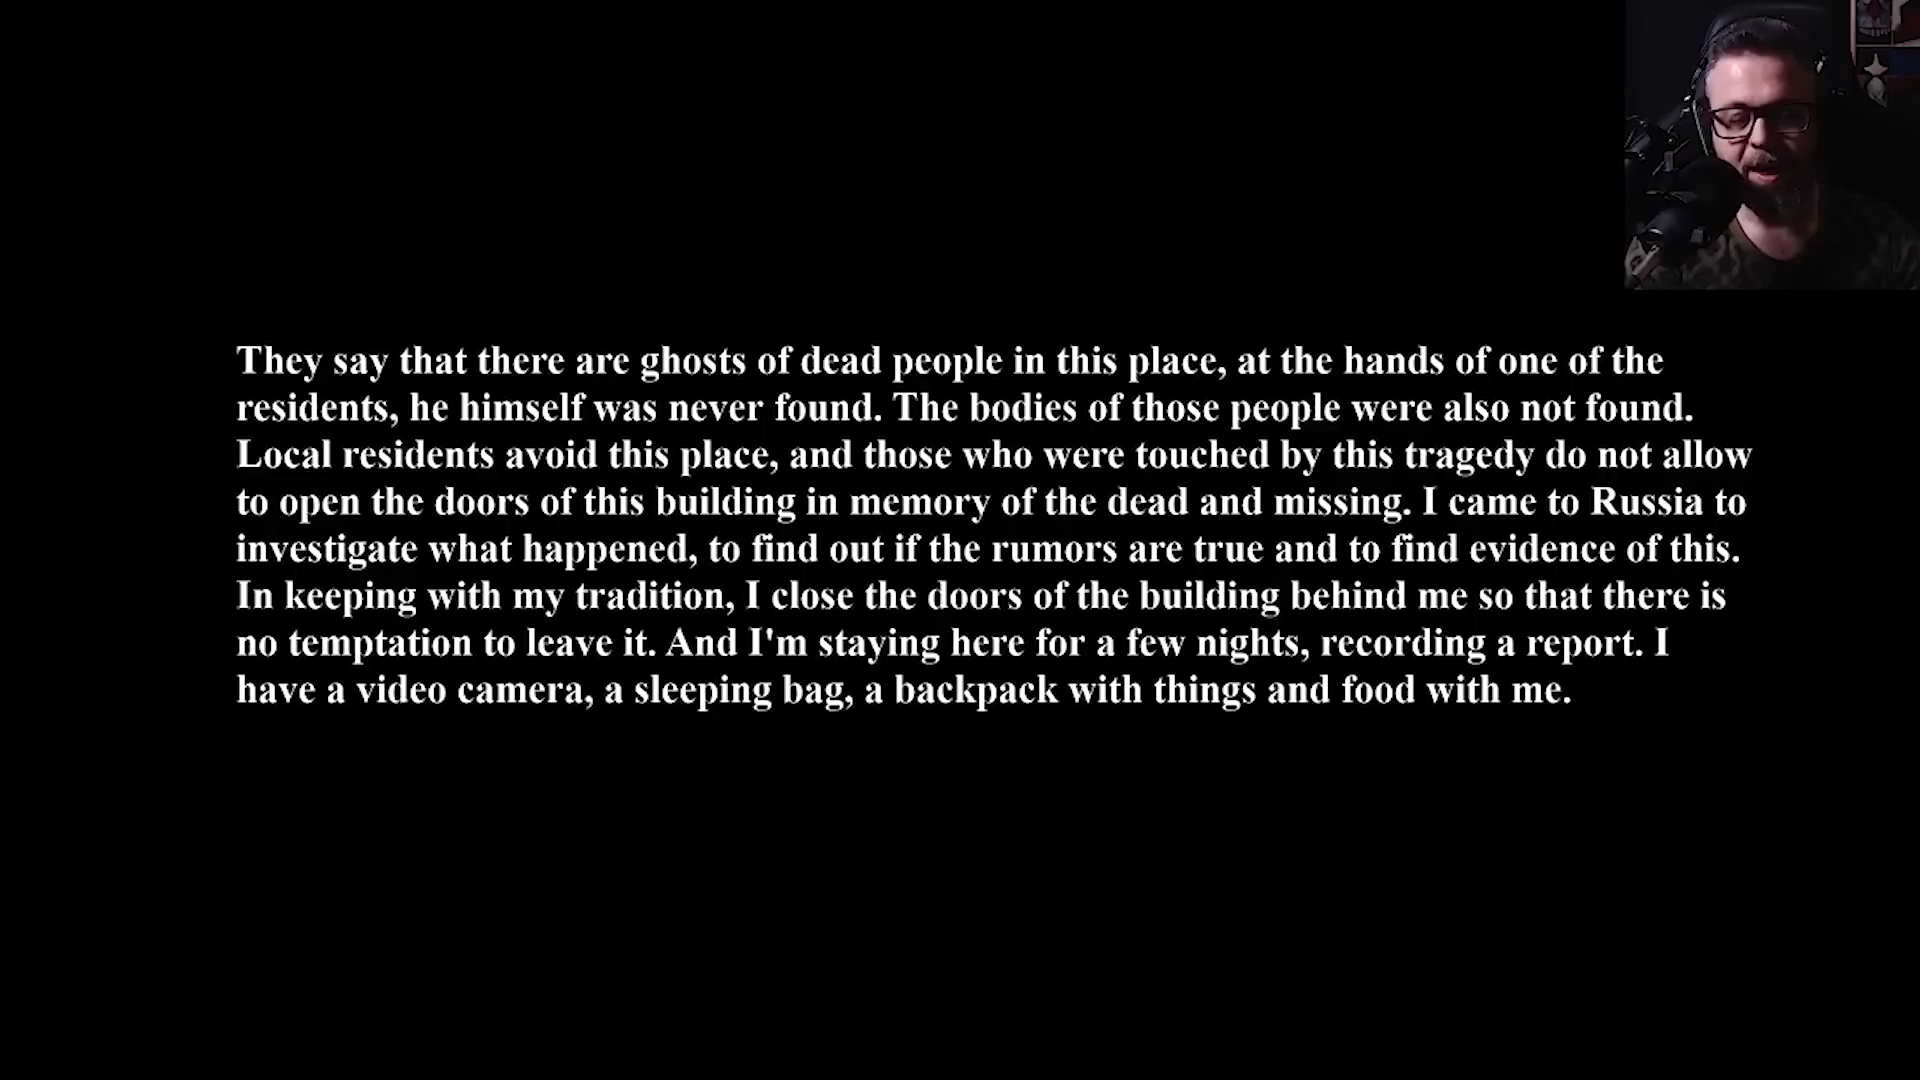 They say that there are ghosts of dead people in this place, at the hands of one of the
residents, he himself was never found. The bodies of those people were also not found.
Local residents avoid this place, and those who were touched by this tragedy do not allow
to open the doors of this building in memory of the dead and missing. I came to Russia to
investigate what happened, to find out if the rumors are true and to find evidence of this.
In keeping with my tradition, I close the doors of the building behind me so that there is
no temptation to leave it. And I'm staying here for a few nights, recording a report. I
have a video camera, a sleeping bag, a backpack with things and food with me.